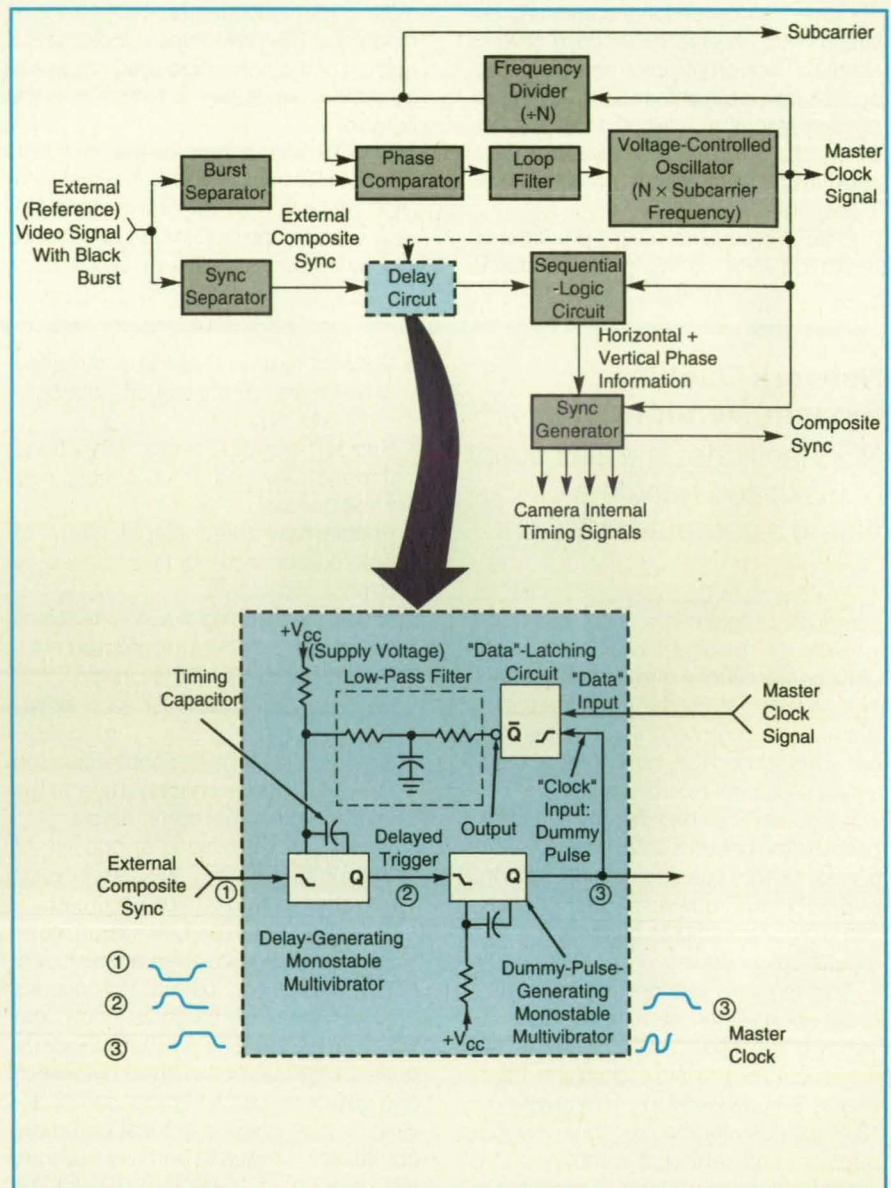 Subcarrier
Frequency
Divider
(÷N)
Burst
Separator
Phase
Comparator
Loop
Filter
Voltage-Controlled
Oscillator
(N × Subcarrier
Frequency)
Master
Clock
Signal
External
(Reference)
Video Signal
With Black
Burst
External
Composite
Sync
Sync
Separator
Delay
Circut
Sequential
-Logic
Circuit
Horizontal +
Vertical Phase
Information
Sync
Generator
Composite
Sync
Camera Internal
Timing Signals
+VCC
(Supply Voltage)
Low-Pass Filter
"Data"-Latching
Circuit
"Data"
Input
Master
Clock
Signal
Timing
Capacitor
Q̅
Output
"Clock"
Input:
Dummy
Pulse
External
Composite
Sync
①
Q
Delayed
Trigger
②
Q
③
Delay-Generating
Monostable
Multivibrator
Dummy-Pulse-
Generating
Monostable
Multivibrator
+VCC
①
②
③
③
Master
Clock